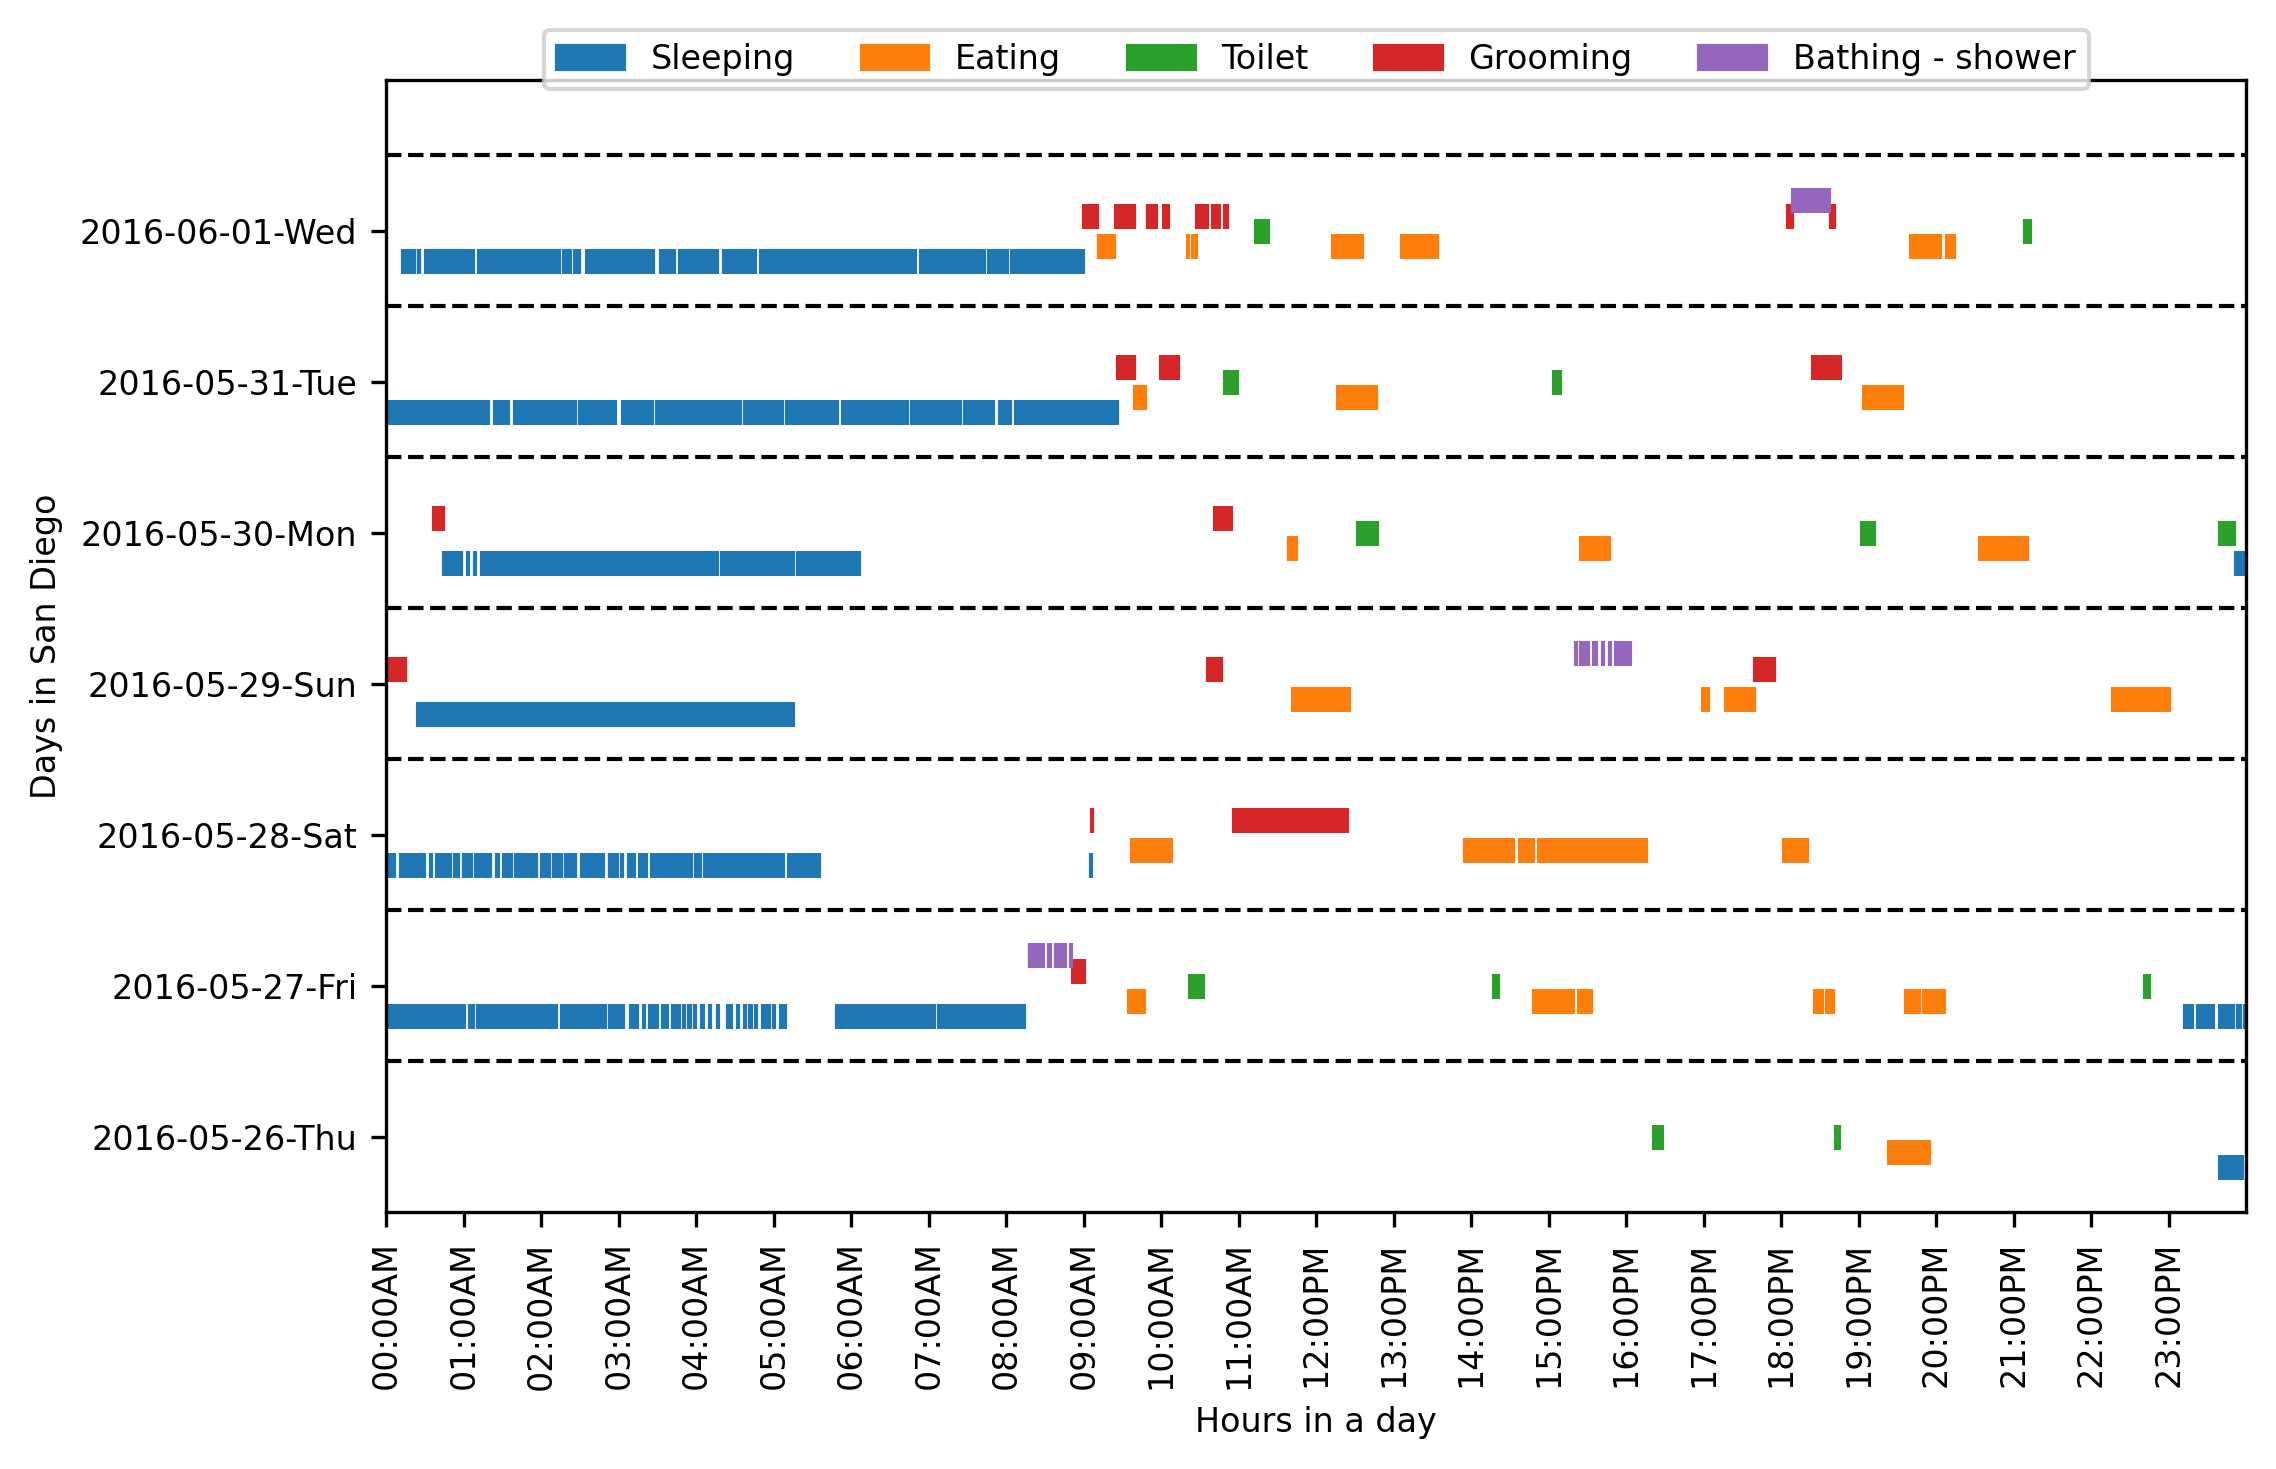 Sleeping Eating Toilet Grooming Bathing - shower
2016-06-01-Wed
2016-05-31-Tue
2016-05-30-Mon
2016-05-29-Sun
2016-05-28-Sat
2016-05-27-Fri
2016-05-26-Thu
Days in San Diego
00:00AM
01:00AM
02:00AM
03:00AM
04:00AM
05:00AM
06:00AM
07:00AM
08:00AM
09:00AM
10:00AM
11:00AM
12:00PM
13:00PM
14:00PM
15:00PM
16:00PM
17:00PM
18:00PM
19:00PM
20:00PM
21:00PM
22:00PM
23:00PM
Hours in a day